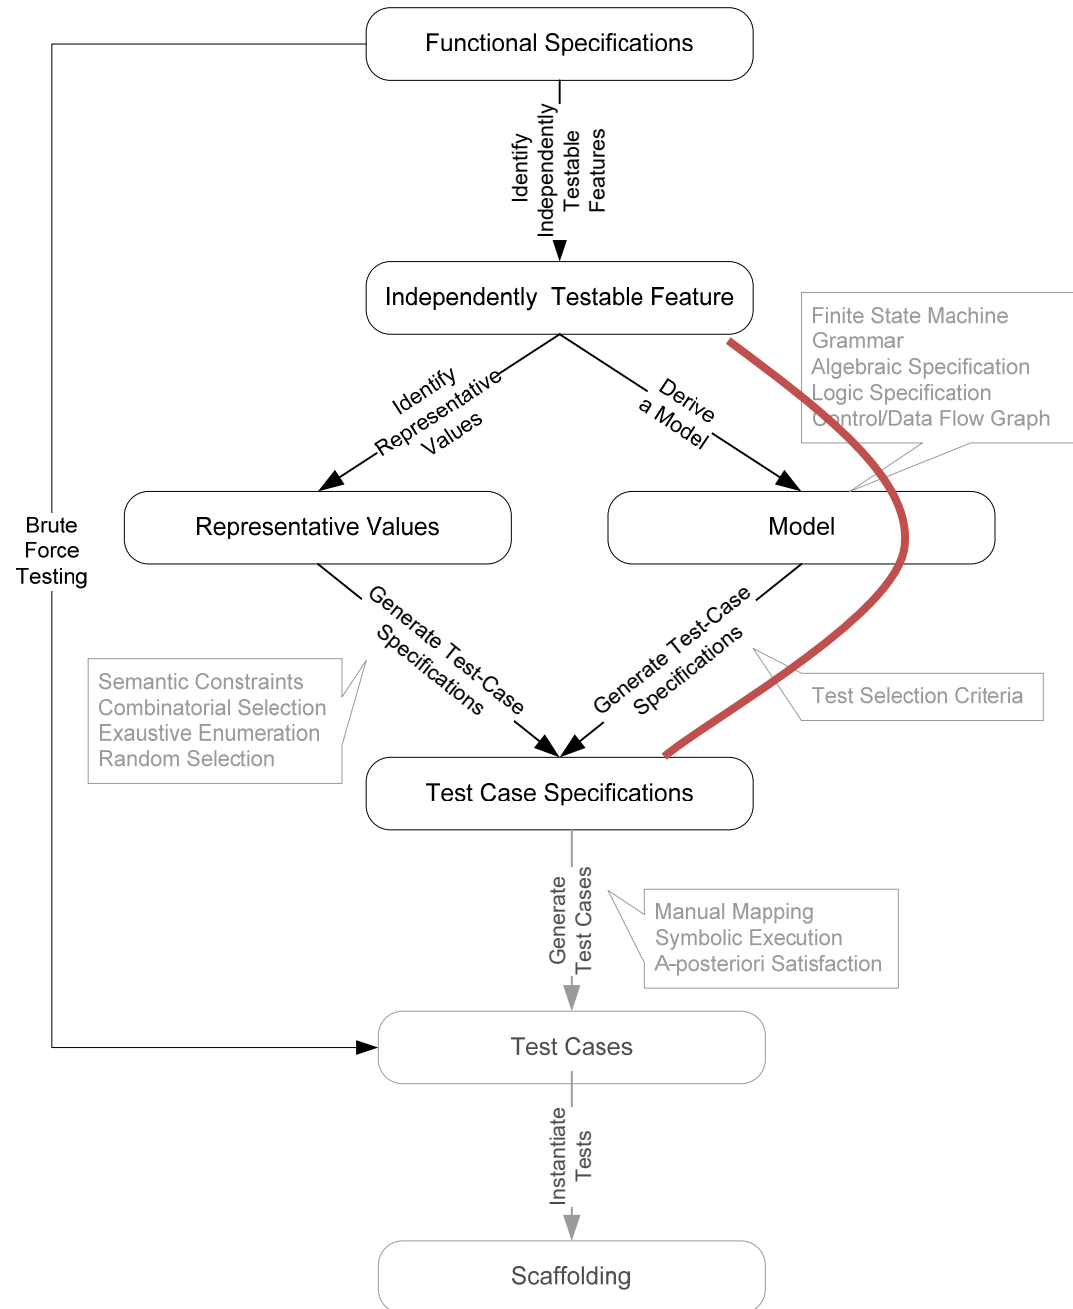 Functional Specifications
Identify
Independently
Testable
Features
Independently Testable Feature
Finite State Machine
Grammar
Algebraic Specification
Logic Specification
Control/Data Flow Graph
Identify
Representative
Values
Derive
a Model
Representative Values
Model
Brute
Force
Testing
Generate Test-Case
Specifications
Generate Test-Case
Specifications
Semantic Constraints
Combinatorial Selection
Exaustive Enumeration
Random Selection
Test Selection Criteria
Test Case Specifications
Generate
Test Cases
Manual Mapping
Symbolic Execution
A-posteriori Satisfaction
Test Cases
Instantiate
Tests
Scaffolding